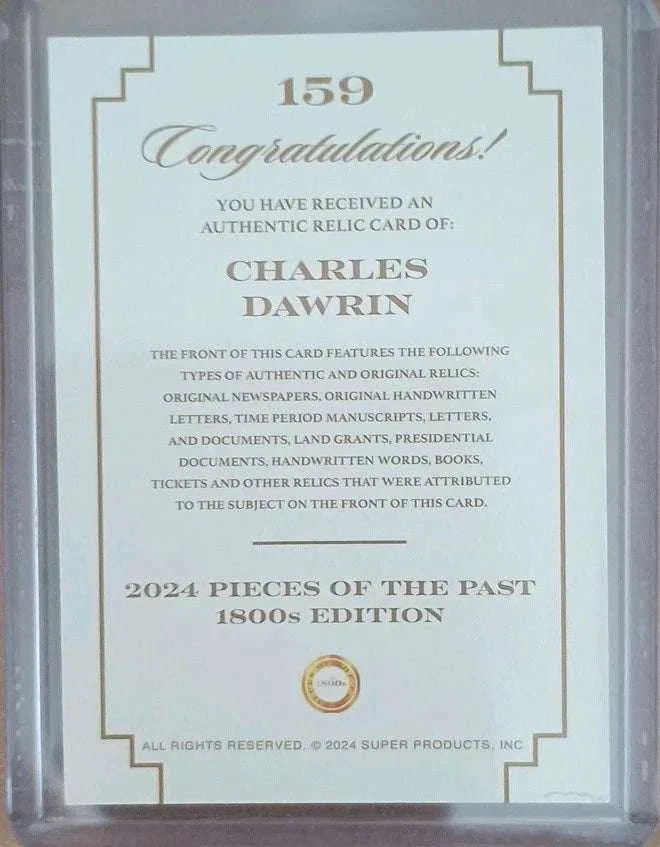 159
Congratulations!
YOU HAVE RECEIVED AN
AUTHENTIC RELIC CARD OF:
CHARLES
DAWRIN
THE FRONT OF THIS CARD FEATURES THE FOLLOWING
TYPES OF AUTHENTIC AND ORIGINAL RELICS:
ORIGINAL NEWSPAPERS, ORIGINAL HANDWRITTEN
LETTERS, TIME PERIOD MANUSCRIPTS, LETTERS,
AND DOCUMENTS, LAND GRANTS, PRESIDENTIAL
DOCUMENTS, HANDWRITTEN WORDS, BOOKS,
TICKETS AND OTHER RELICS THAT WERE ATTRIBUTED
TO THE SUBJECT ON THE FRONT OF THIS CARD.
2024 PIECES OF THE PAST
1800s EDITION
1800s
ALL RIGHTS RESERVED. © 2024 SUPER PRODUCTS, INC